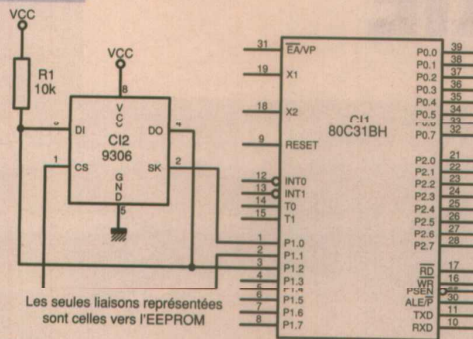 VCC
R1
10k
VCC
8
VCC
DI
DO
CI2
9306
1
CS
SK
2
GND
5
31
EA/VP
19
X1
18
X2
9
RESET
12
INT0
13
INT1
14
T0
15
T1
1
P1.0
2
P1.1
3
P1.2
4
P1.3
5
P1.4
6
P1.5
7
P1.6
8
P1.7
CI1
80C31BH
P0.0
39
P0.1
38
P0.2
37
P0.3
36
P0.4
35
P0.5
34
P0.6
33
P0.7
32
P2.0
21
P2.1
22
P2.2
23
P2.3
24
P2.4
25
P2.5
26
P2.6
27
P2.7
28
RD
17
WR
16
PSEN
ALE/P
30
TXD
11
RXD
10
Les seules liaisons représentées
sont celles vers l'EEPROM